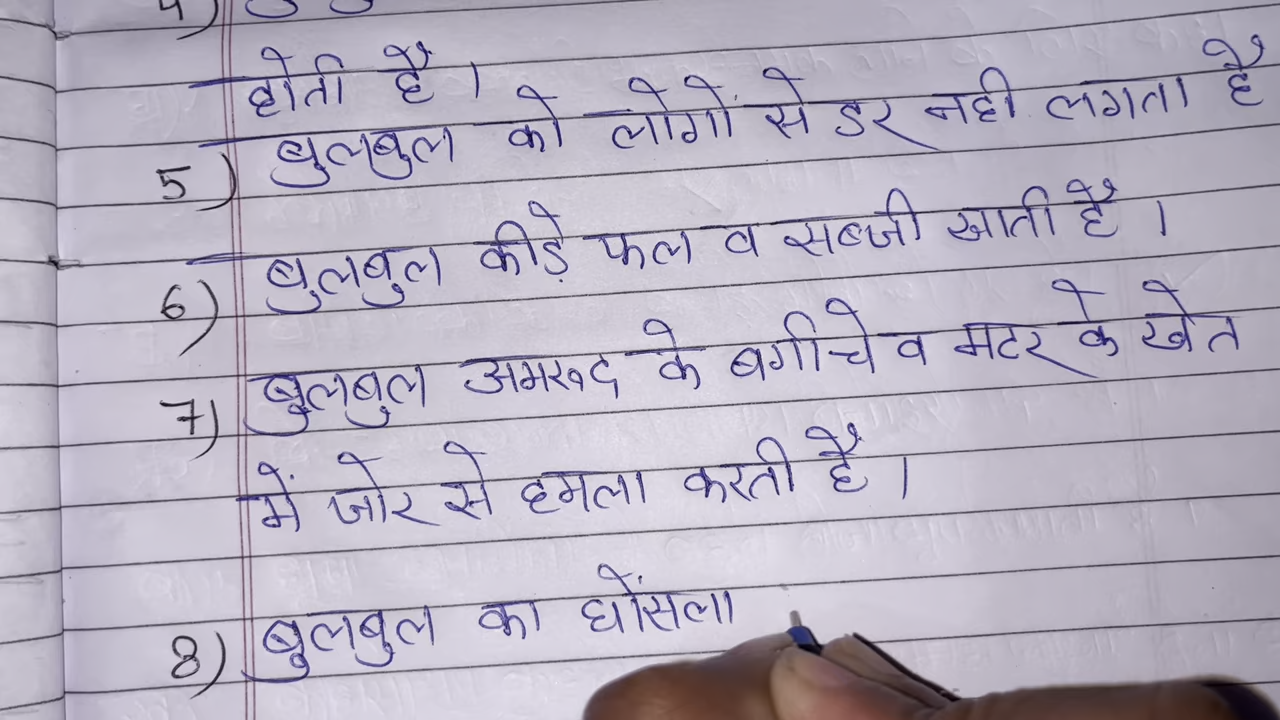 4)
होती है ।
5) बुलबुल को लोगों से डर नही लगता है
6) बुलबुल कीड़े फल व सब्जी खाती है ।
7) बुलबुल अमरूद के बगीचे व मटर के खेत
में जोर से हमला करती है ।
8) बुलबुल का घोंसला